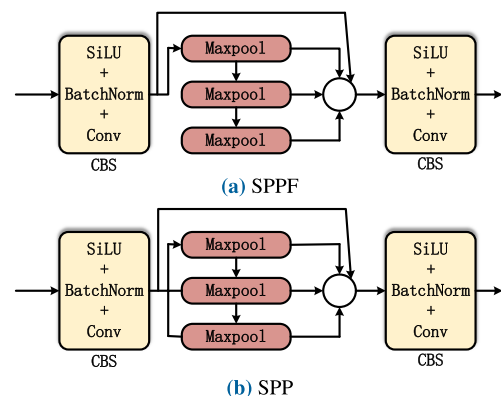 SiLU
+
BatchNorm
+
Conv
CBS
Maxpool
Maxpool
Maxpool
SiLU
+
BatchNorm
+
Conv
CBS
(a) SPPF
SiLU
+
BatchNorm
+
Conv
CBS
Maxpool
Maxpool
Maxpool
SiLU
+
BatchNorm
+
Conv
CBS
(b) SPP